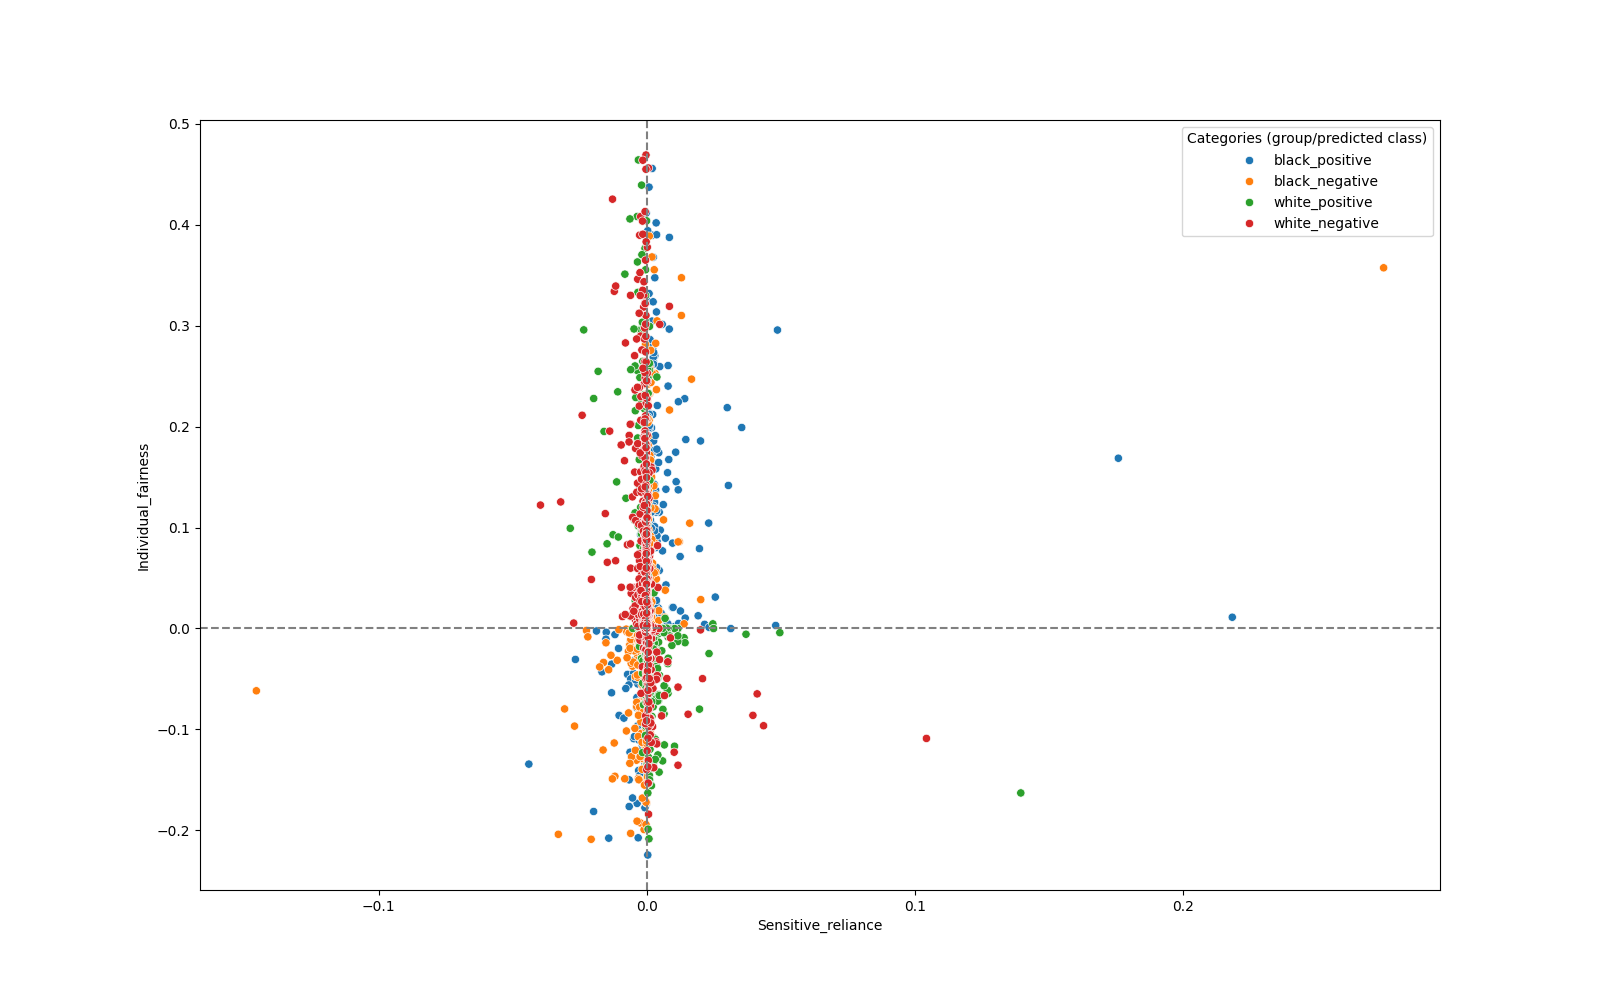 Categories (group/predicted class)
black_positive
black_negative
white_positive
white_negative
0.5
0.4
0.3
0.2
0.1
0.0
−0.1
−0.2
Individual_fairness
−0.1
0.0
0.1
0.2
Sensitive_reliance